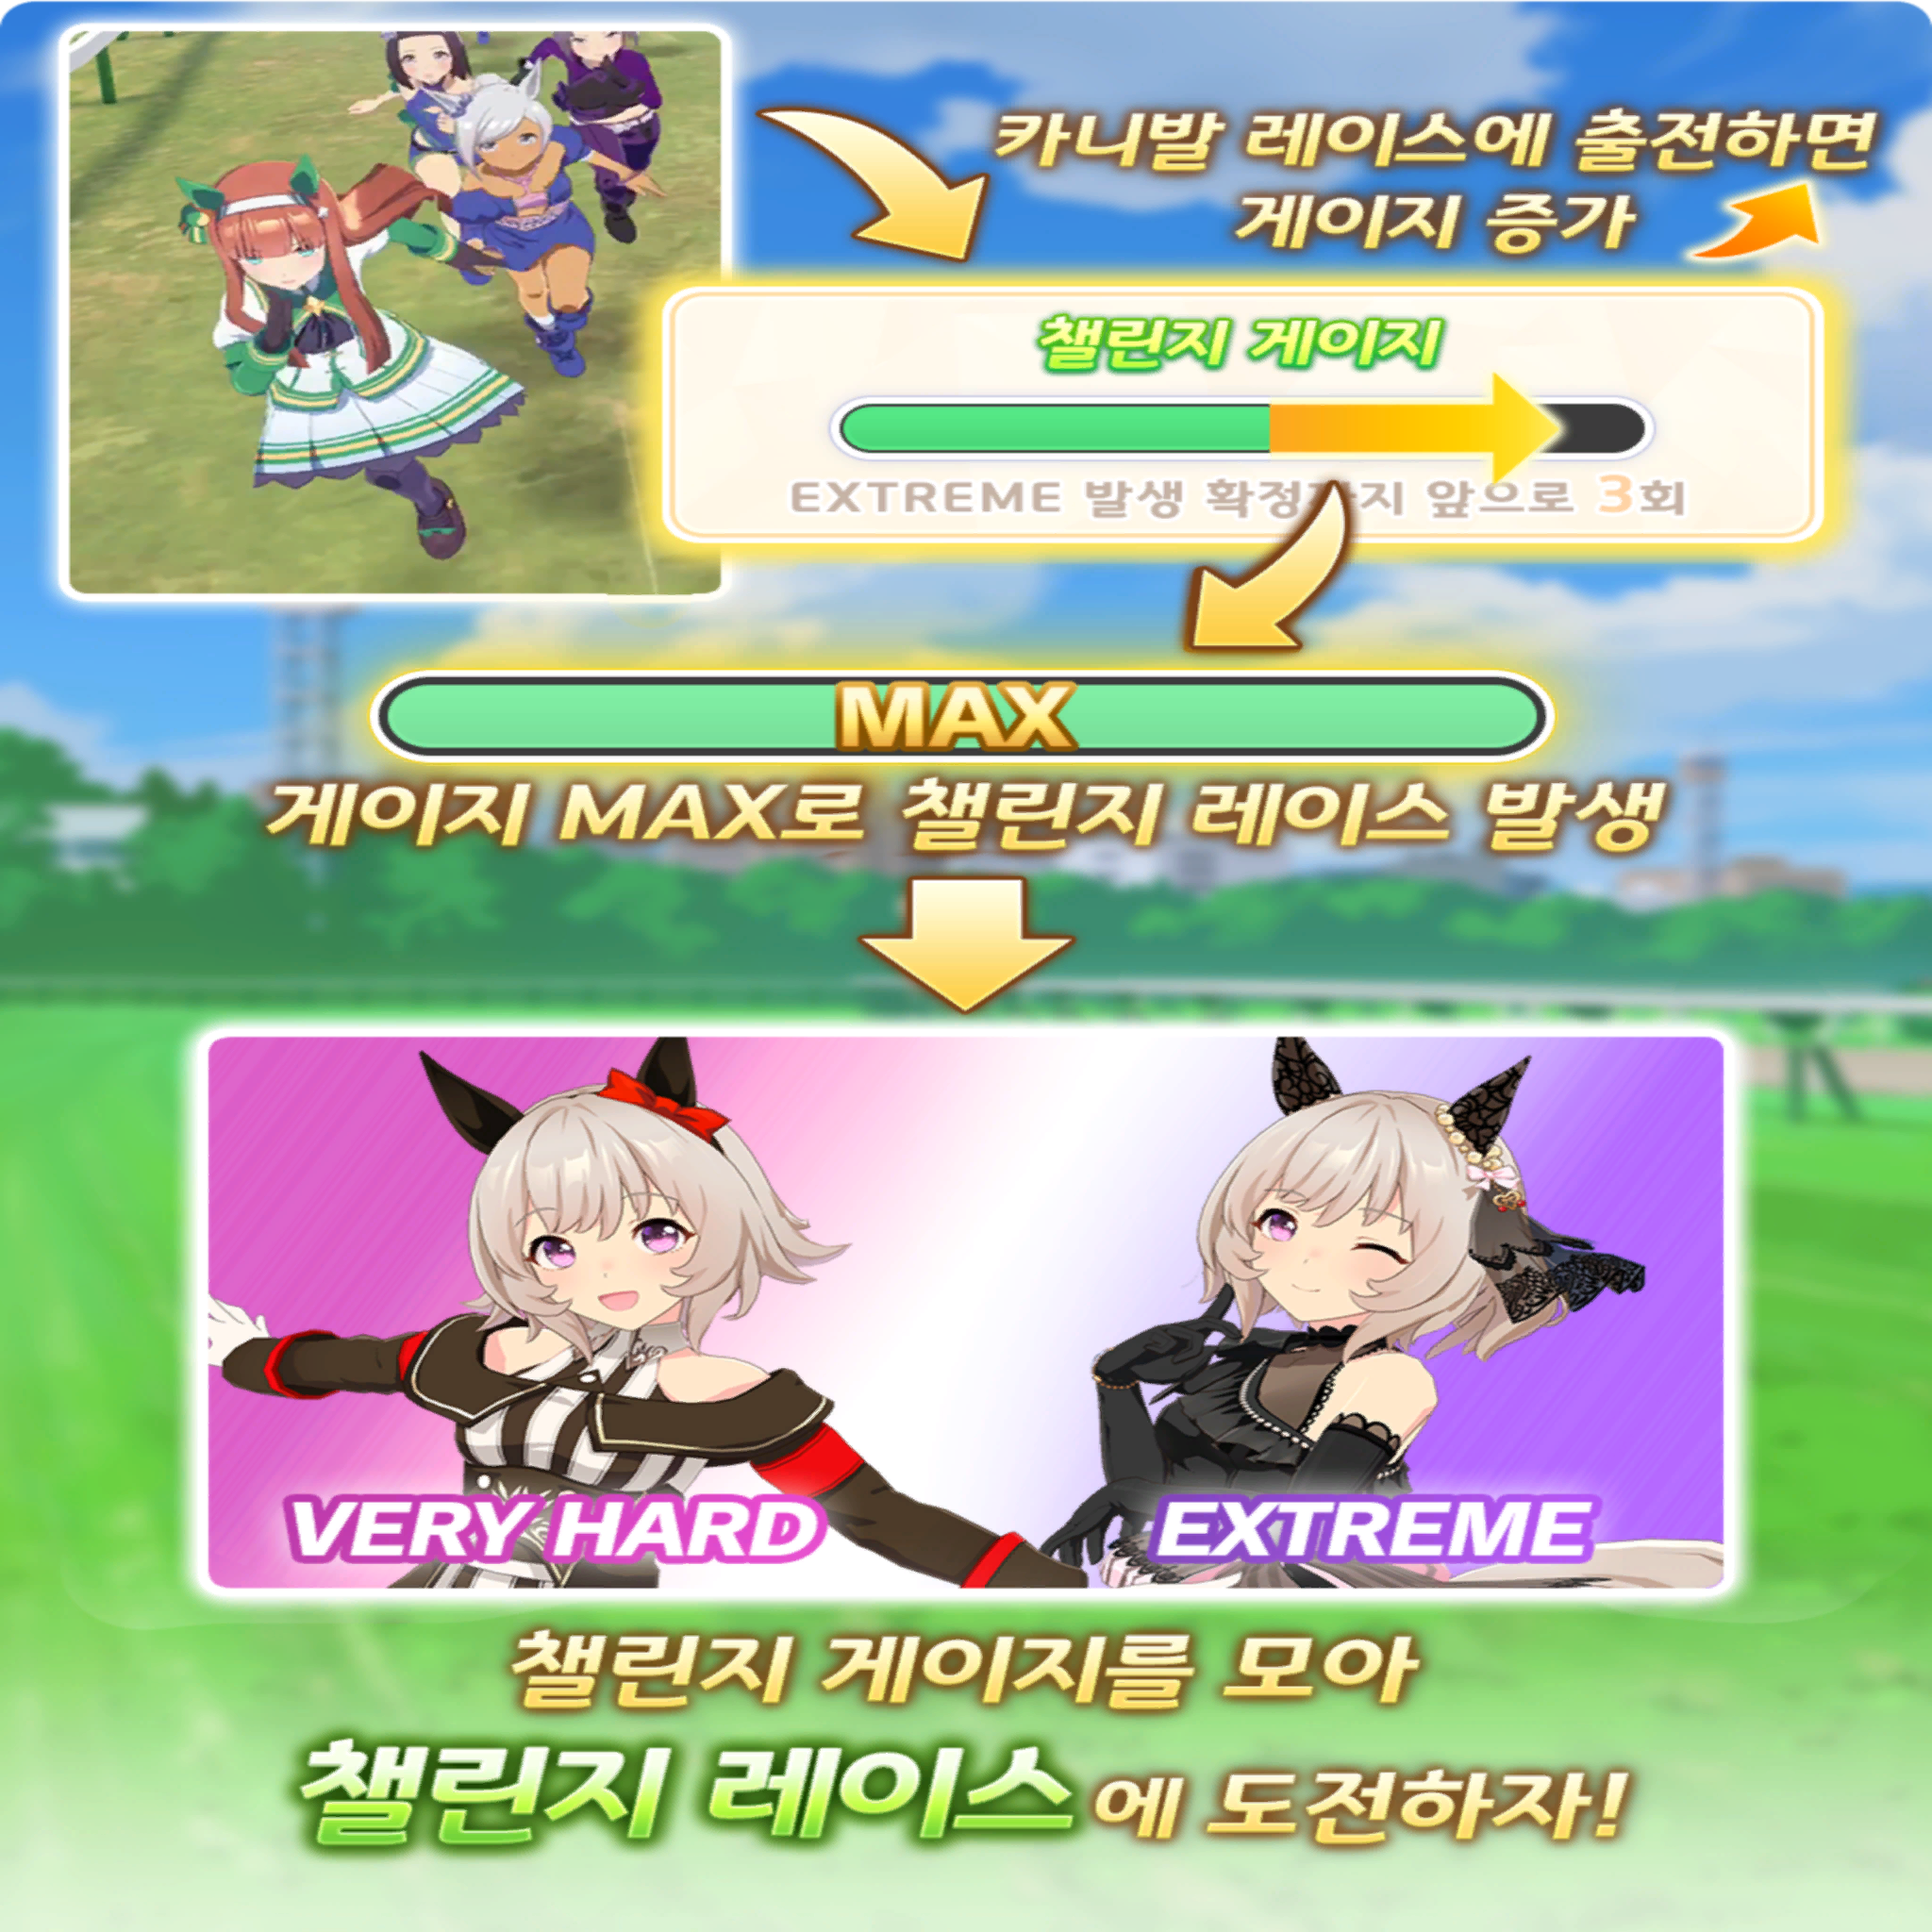 카니발 레이스에 출전하면
게이지 증가
챌린지 게이지
EXTREME 발생 확정까지 앞으로 3회
MAX
게이지 MAX로 챌린지 레이스 발생
VERY HARD
EXTREME
챌린지 게이지를 모아
챌린지 레이스에 도전하자!